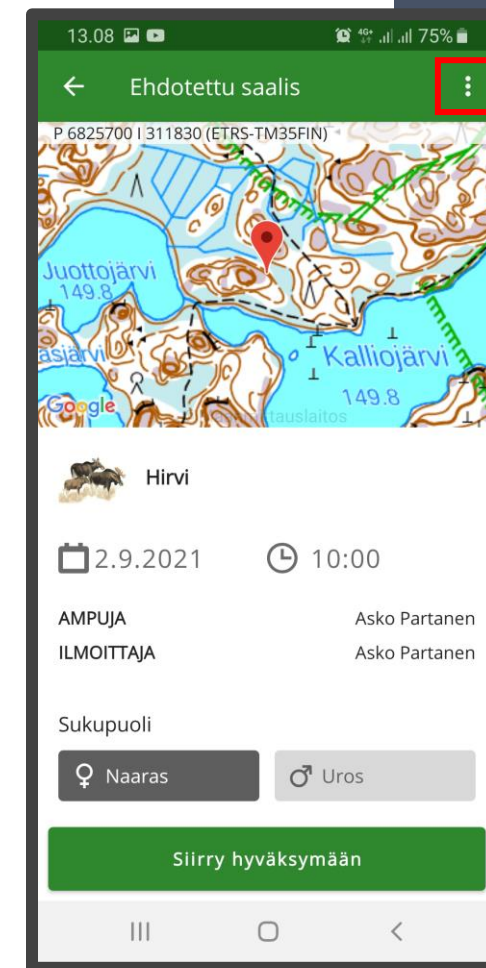 13.08 4G+ 75%
Ehdotettu saalis
P 6825700 I 311830 (ETRS-TM35FIN)
Juottojärvi
149.8
asjärvi
Kalliojärvi
149.8
Google
Hirvi
2.9.2021 10:00
AMPUJA Asko Partanen
ILMOITTAJA Asko Partanen
Sukupuoli
Naaras Uros
Siirry hyväksymään